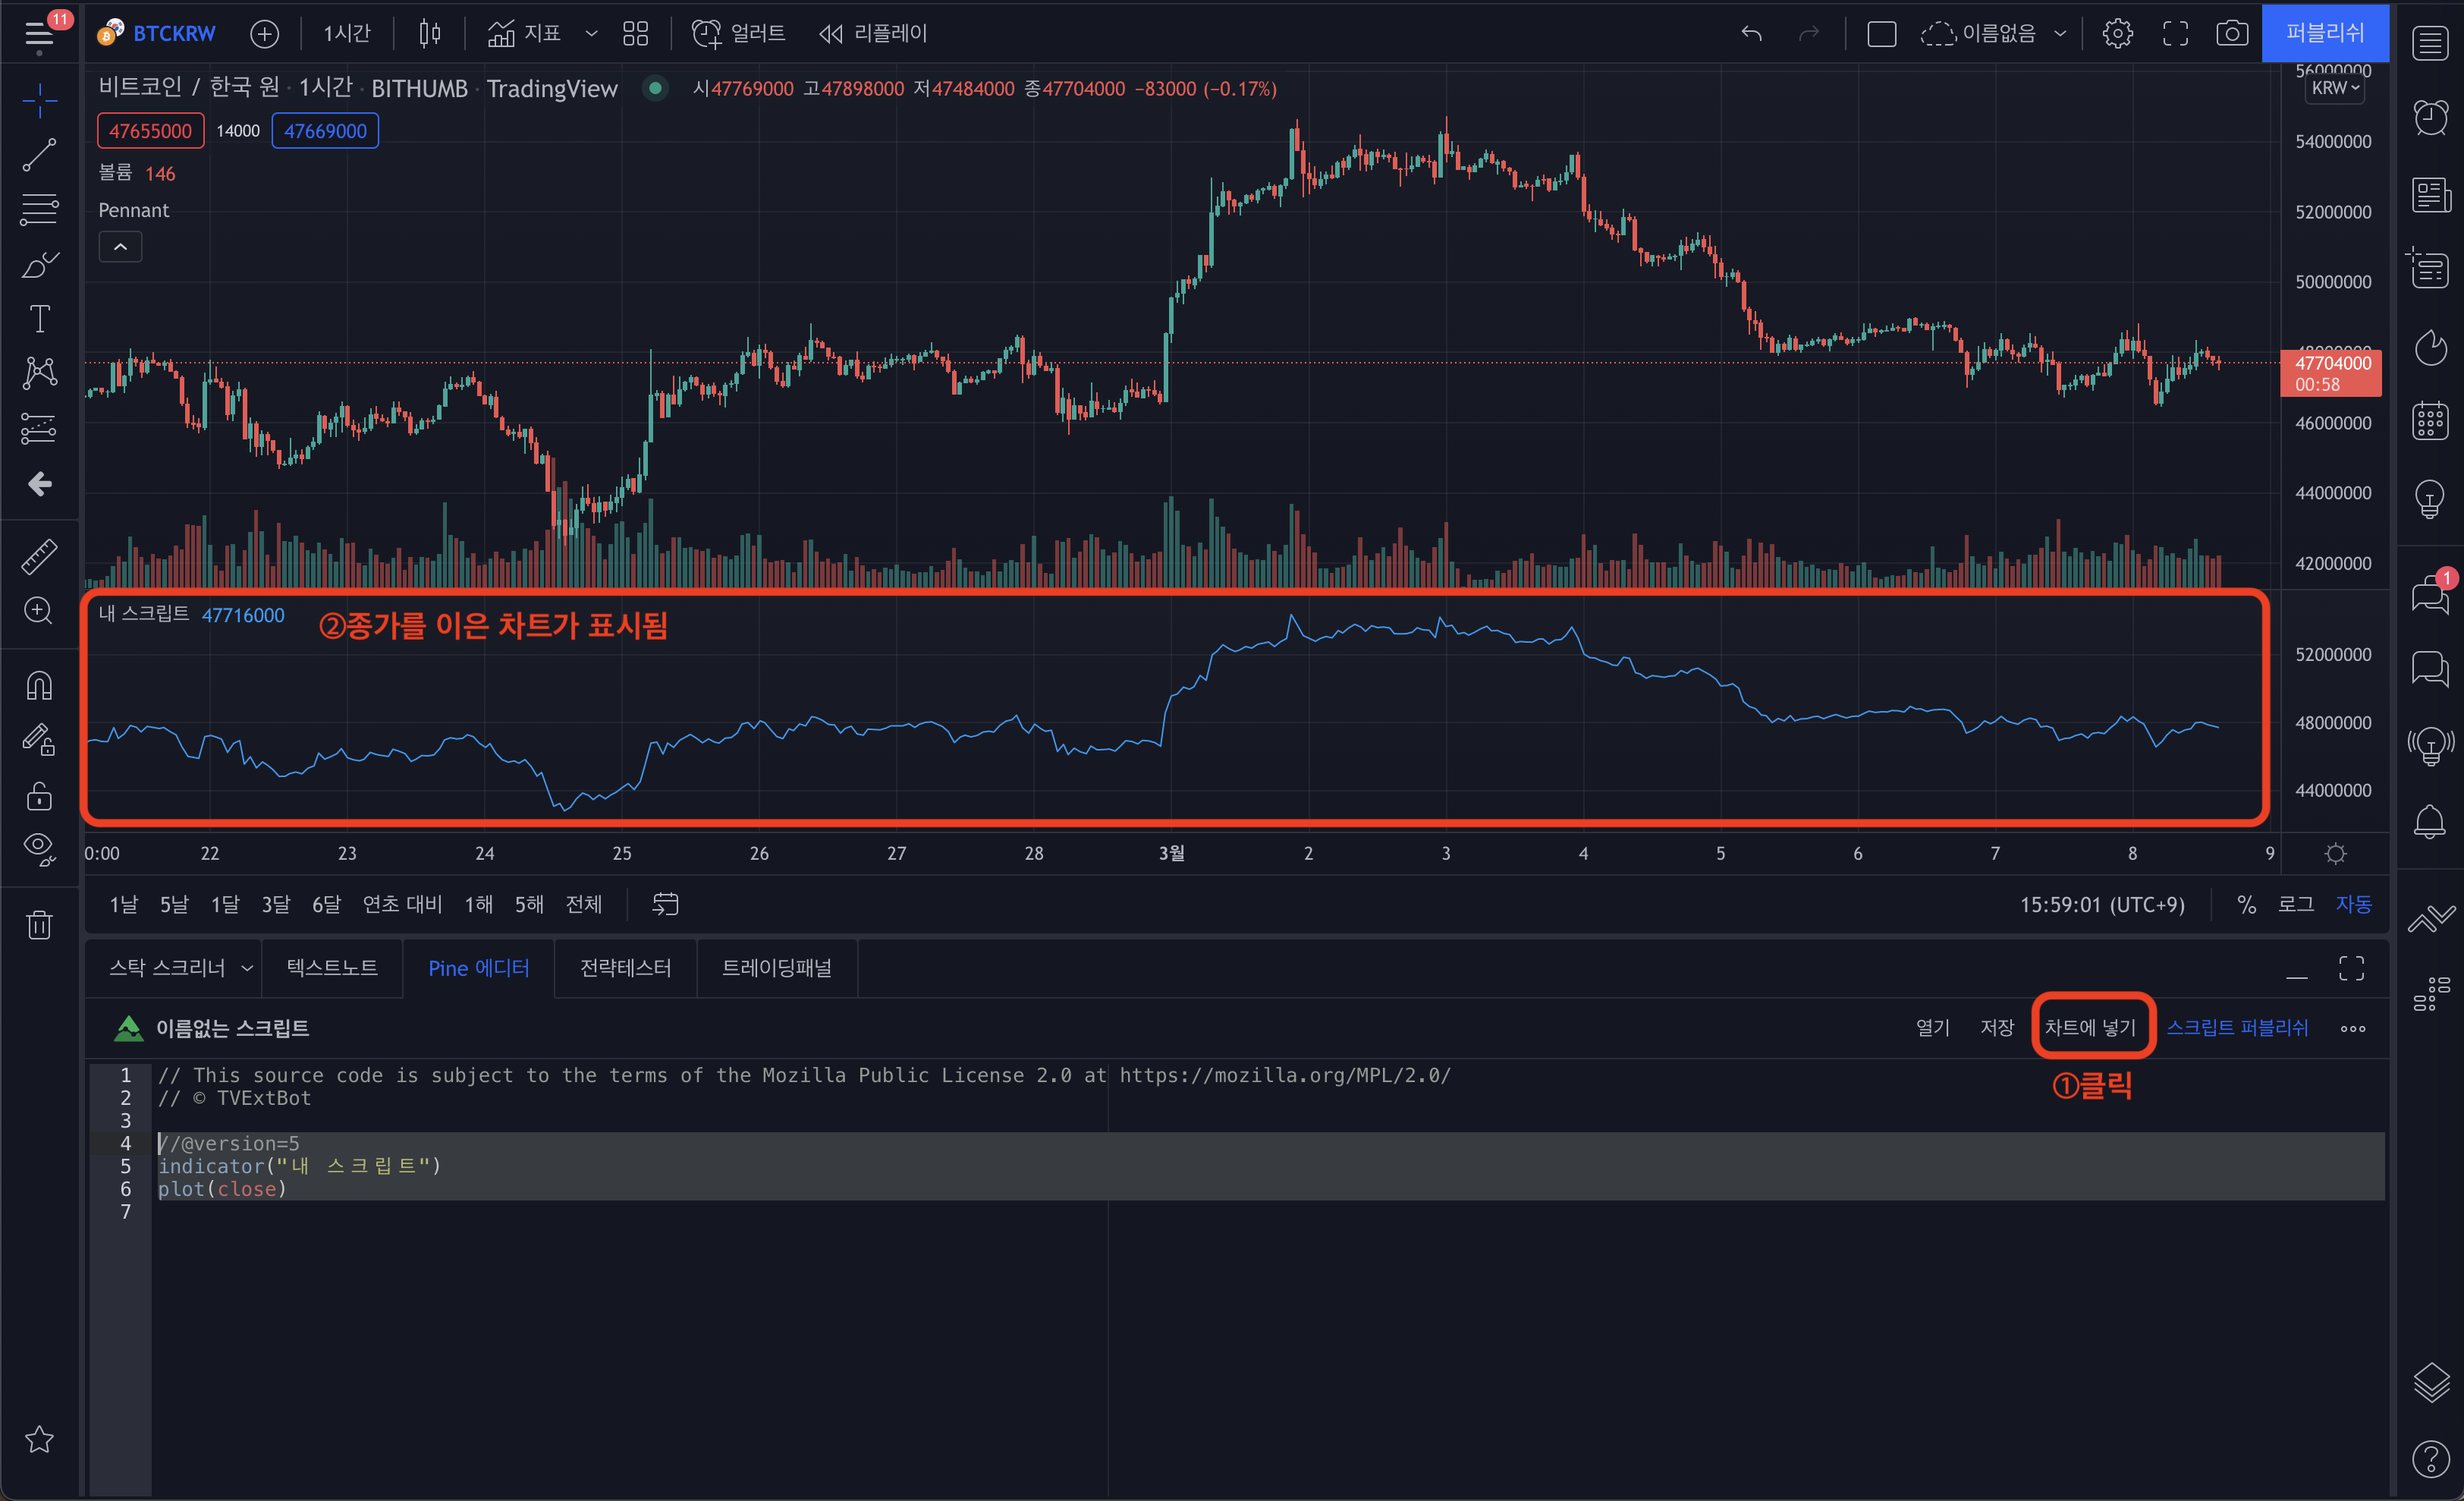 11
BTCKRW
1시간
지표
얼러트
리플레이
이름없음
퍼블리쉬
비트코인 / 한국 원 · 1시간 · BITHUMB · TradingView
시47769000 고47898000 저47484000 종47704000 −83000 (−0.17%)
47655000 14000 47669000
볼륨 146
Pennant
56000000
KRW
54000000
52000000
50000000
48000000
47704000
00:58
46000000
44000000
42000000
1
내 스크립트 47716000
②종가를 이은 차트가 표시됨
52000000
48000000
44000000
0:00 22 23 24 25 26 27 28 3월 2 3 4 5 6 7 8 9
1날 5날 1달 3달 6달 연초 대비 1해 5해 전체
15:59:01 (UTC+9) % 로그 자동
스탁 스크리너 텍스트노트 Pine 에디터 전략테스터 트레이딩패널
이름없는 스크립트
열기 저장 차트에 넣기 스크립트 퍼블리쉬
①클릭
1 // This source code is subject to the terms of the Mozilla Public License 2.0 at https://mozilla.org/MPL/2.0/
2 // © TVExtBot
3
4 //@version=5
5 indicator("내 스크립트")
6 plot(close)
7